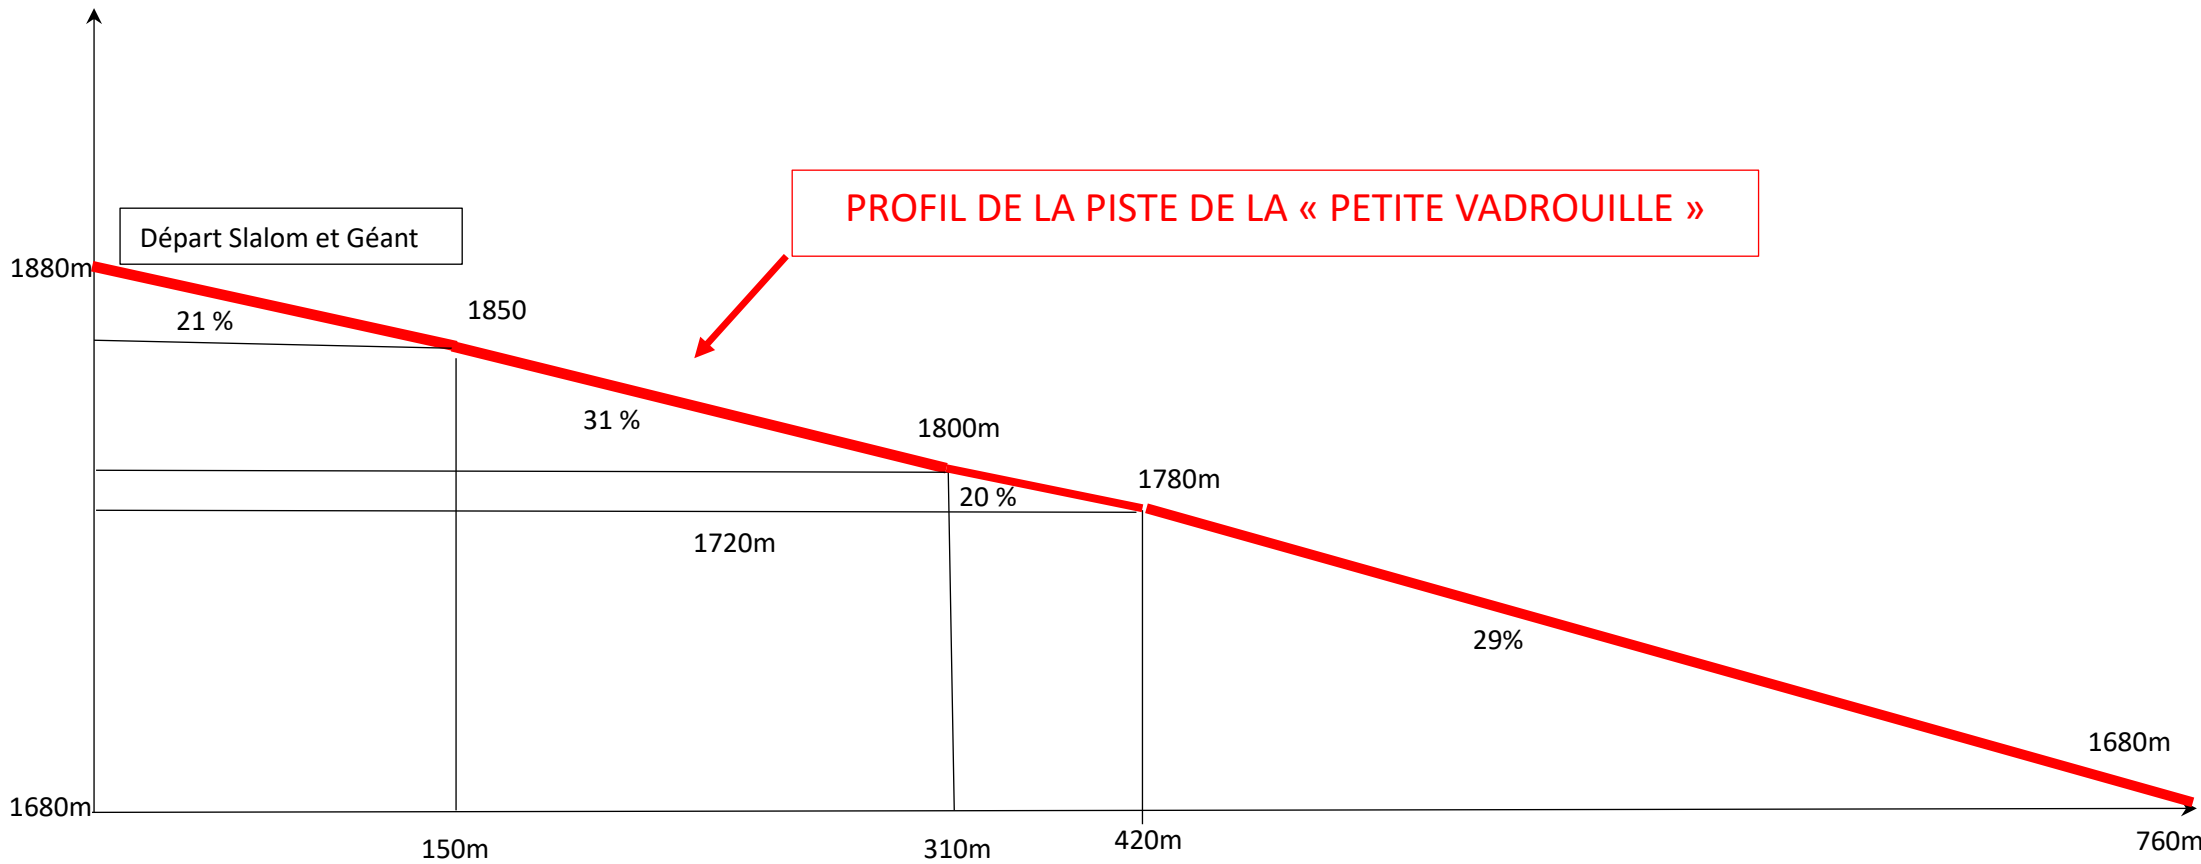 PROFIL DE LA PISTE DE LA « PETITE VADROUILLE »
Départ Slalom et Géant
1880m
1850
21 %
31 %
1800m
1780m
20 %
1720m
29%
1680m
1680m
150m
310m
420m
760m